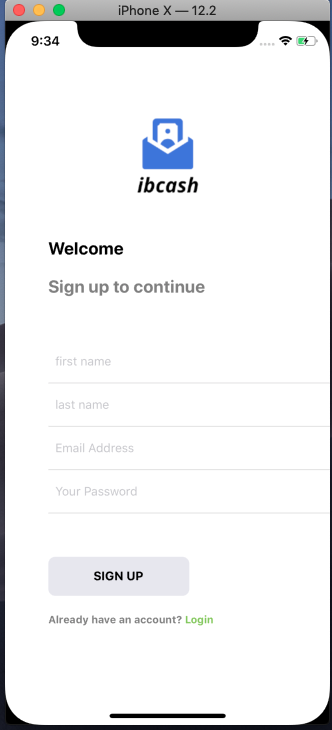 iPhone X — 12.2
9:34
ibcash
Welcome
Sign up to continue
first name
last name
Email Address
Your Password
SIGN UP
Already have an account? Login